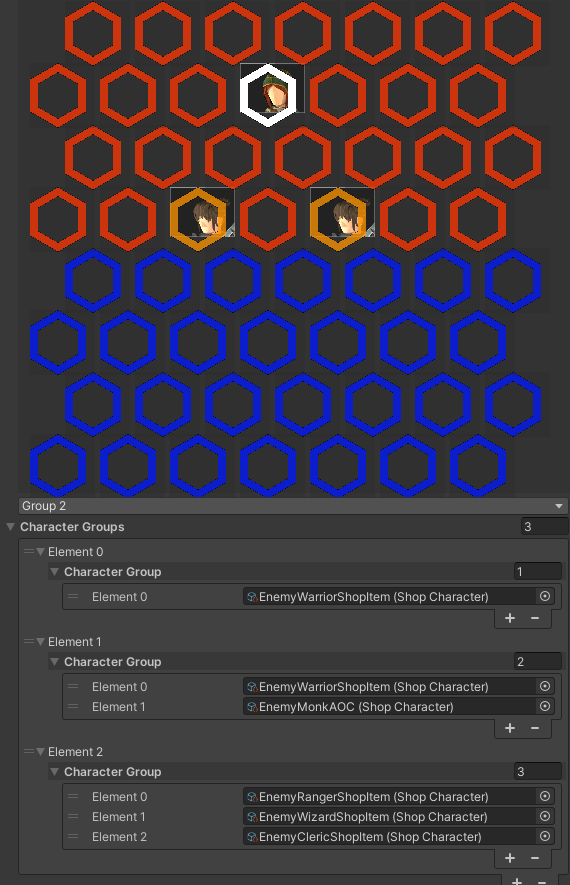 Group 2
Character Groups 3
Element 0
Character Group 1
Element 0 EnemyWarriorShopItem (Shop Character)
Element 1
Character Group 2
Element 0 EnemyWarriorShopItem (Shop Character)
Element 1 EnemyMonkAOC (Shop Character)
Element 2
Character Group 3
Element 0 EnemyRangerShopItem (Shop Character)
Element 1 EnemyWizardShopItem (Shop Character)
Element 2 EnemyClericShopItem (Shop Character)